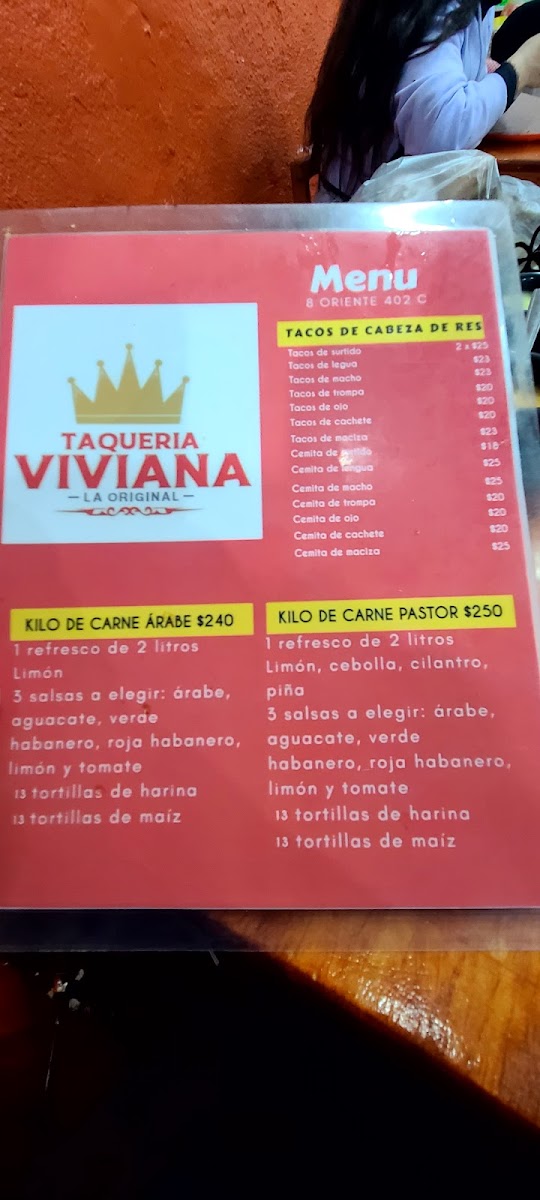 Menu
8 ORIENTE 402 C
TAQUERIA
VIVIANA
LA ORIGINAL
TACOS DE CABEZA DE RES
Tacos de surtido 2 x $25
Tacos de legua $23
Tacos de macho $23
Tacos de trompa $20
Tacos de ojo $20
Tacos de cachete $20
Tacos de maciza $23
Cemita de $18
Cemita de lengua $25
Cemita de macho $25
Cemita de trompa $20
Cemita de ojo $20
Cemita de cachete $20
Cemita de maciza $25
KILO DE CARNE ÁRABE $240
1 refresco de 2 litros
Limón
3 salsas a elegir: árabe,
aguacate, verde
habanero, roja habanero,
limón y tomate
13 tortillas de harina
13 tortillas de maíz
KILO DE CARNE PASTOR $250
1 refresco de 2 litros
Limón, cebolla, cilantro,
piña
3 salsas a elegir: árabe,
aguacate, verde
habanero, roja habanero,
limón y tomate
13 tortillas de harina
13 tortillas de maíz